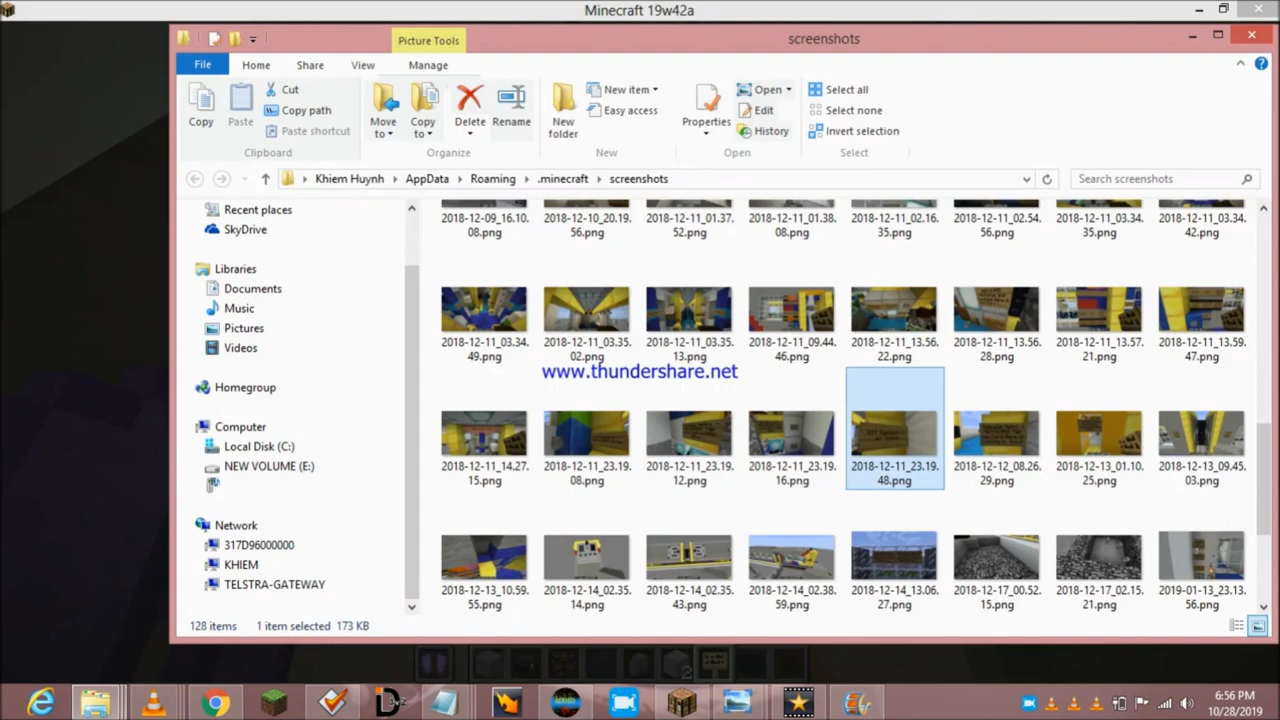 Minecraft 19w42a
Picture Tools
screenshots
File
Home
Share
View
Manage
Copy
Paste
Cut
Copy path
Paste shortcut
Clipboard
Move to
Copy to
Delete
Rename
Organize
New folder
New item
Easy access
New
Properties
Open
Edit
History
Open
Select all
Select none
Invert selection
Select
Khiem Huynh
AppData
Roaming
.minecraft
screenshots
Search screenshots
Recent places
SkyDrive
Libraries
Documents
Music
Pictures
Videos
Homegroup
Computer
Local Disk (C:)
NEW VOLUME (E:)
Network
317D96000000
KHIEM
TELSTRA-GATEWAY
2018-12-09_16.10.08.png
2018-12-10_20.19.56.png
2018-12-11_01.37.52.png
2018-12-11_01.38.08.png
2018-12-11_02.16.35.png
2018-12-11_02.54.56.png
2018-12-11_03.34.35.png
2018-12-11_03.34.42.png
2018-12-11_03.34.49.png
2018-12-11_03.35.02.png
2018-12-11_03.35.13.png
2018-12-11_09.44.46.png
2018-12-11_13.56.22.png
2018-12-11_13.56.28.png
2018-12-11_13.57.21.png
2018-12-11_13.59.47.png
www.thundershare.net
2018-12-11_14.27.15.png
2018-12-11_23.19.08.png
2018-12-11_23.19.12.png
2018-12-11_23.19.16.png
2018-12-11_23.19.48.png
2018-12-12_08.26.29.png
2018-12-13_01.10.25.png
2018-12-13_09.45.03.png
2018-12-13_10.59.55.png
2018-12-14_02.35.14.png
2018-12-14_02.35.43.png
2018-12-14_02.38.59.png
2018-12-14_13.06.27.png
2018-12-17_00.52.15.png
2018-12-17_02.15.21.png
2019-01-13_23.13.56.png
128 items
1 item selected 173 KB
2
6:56 PM
10/28/2019